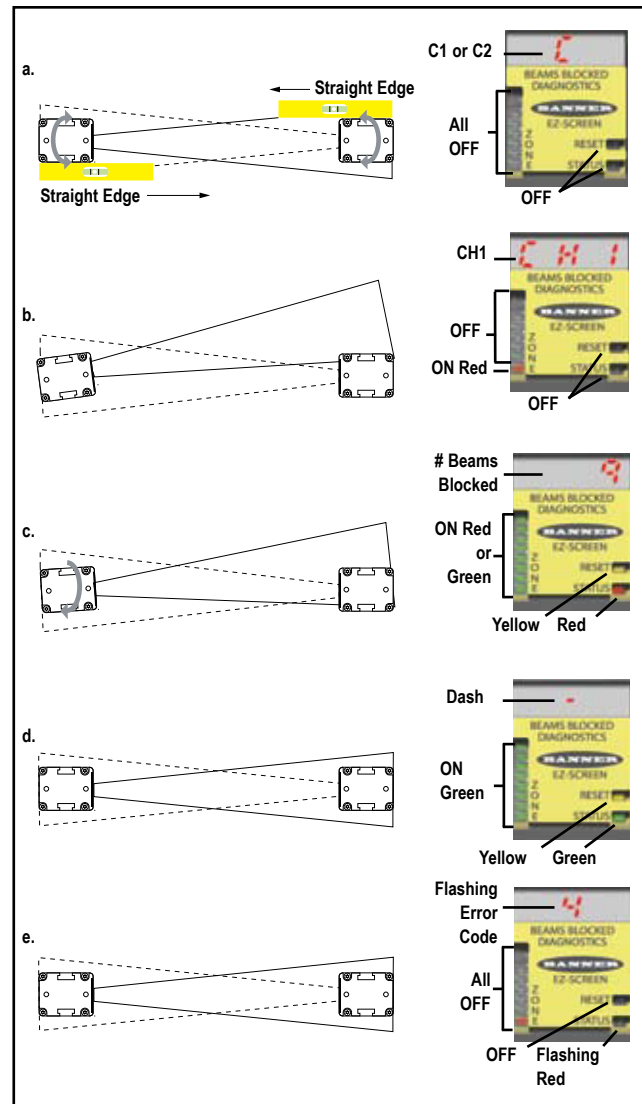 a.
Straight Edge
Straight Edge
C1 or C2
C
BEAMS BLOCKED
DIAGNOSTICS
BANNER
EZ-SCREEN
All
OFF
ZONE
RESET
STATUS
OFF
b.
CH1
CH1
BEAMS BLOCKED
DIAGNOSTICS
BANNER
EZ-SCREEN
OFF
ON Red
ZONE
RESET
STATUS
OFF
c.
# Beams
Blocked
9
BEAMS BLOCKED
DIAGNOSTICS
BANNER
EZ-SCREEN
ON Red
or
Green
ZONE
RESET
STATUS
Yellow Red
d.
Dash
-
BEAMS BLOCKED
DIAGNOSTICS
BANNER
EZ-SCREEN
ON
Green
ZONE
RESET
STATUS
Yellow Green
e.
Flashing
Error
Code
4
BEAMS BLOCKED
DIAGNOSTICS
BANNER
EZ-SCREEN
All
OFF
ZONE
RESET
STATUS
OFF Flashing
Red